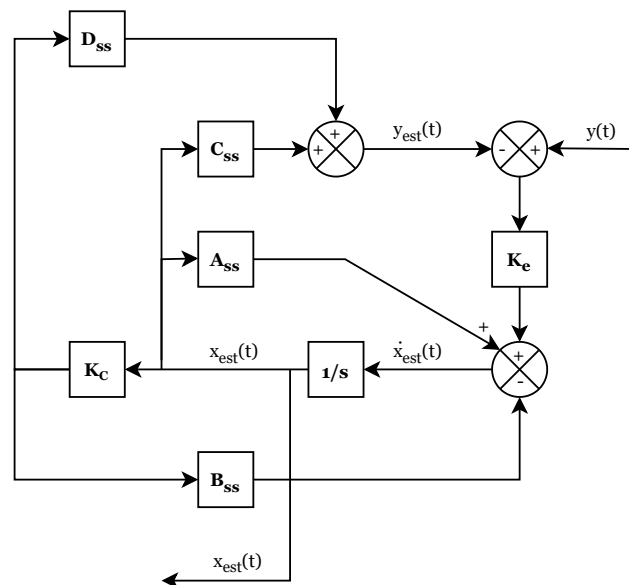 D_ss
+
C_ss
+
y_est(t)
-
+
y(t)
A_ss
K_e
+
x_est(t)
ẋ_est(t)
+
K_C
1/s
-
B_ss
x_est(t)